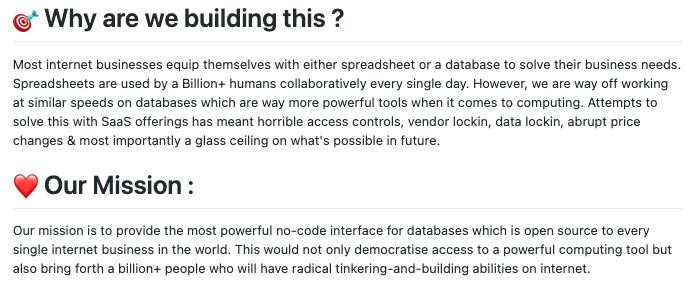 🎯 Why are we building this ?
Most internet businesses equip themselves with either spreadsheet or a database to solve their business needs.
Spreadsheets are used by a Billion+ humans collaboratively every single day. However, we are way off working
at similar speeds on databases which are way more powerful tools when it comes to computing. Attempts to
solve this with SaaS offerings has meant horrible access controls, vendor lockin, data lockin, abrupt price
changes & most importantly a glass ceiling on what's possible in future.
❤️ Our Mission :
Our mission is to provide the most powerful no-code interface for databases which is open source to every
single internet business in the world. This would not only democratise access to a powerful computing tool but
also bring forth a billion+ people who will have radical tinkering-and-building abilities on internet.